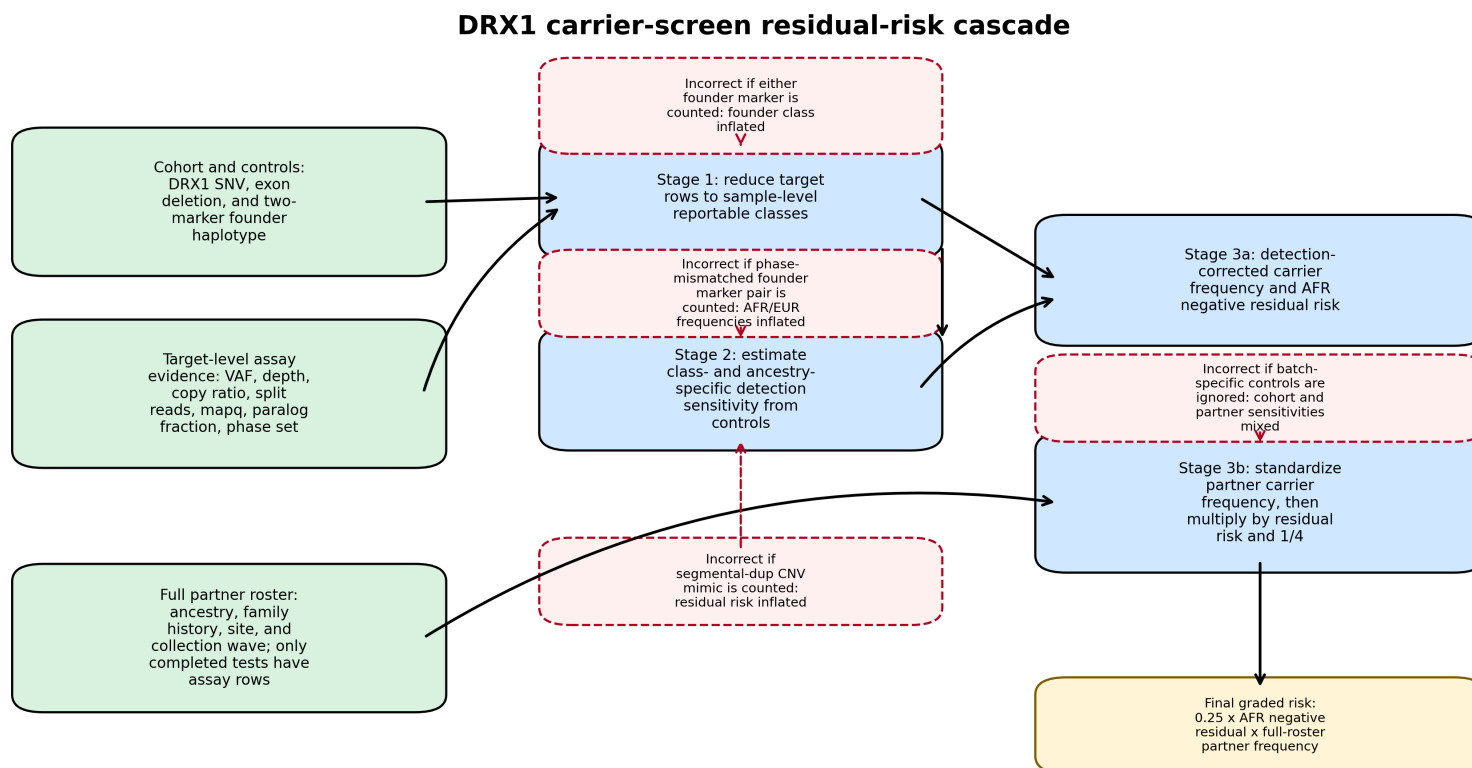 DRX1 carrier-screen residual-risk cascade
Cohort and controls:
DRX1 SNV, exon
deletion, and two-
marker founder
haplotype
Target-level assay
evidence: VAF, depth,
copy ratio, split
reads, mapq, paralog
fraction, phase set
Full partner roster:
ancestry, family
history, site, and
collection wave; only
completed tests have
assay rows
Incorrect if either
founder marker is
counted: founder class
inflated
Stage 1: reduce target
rows to sample-level
reportable classes
Incorrect if phase-
mismatched founder
marker pair is
counted: AFR/EUR
frequencies inflated
Stage 2: estimate
class- and ancestry-
specific detection
sensitivity from
controls
Incorrect if
segmental-dup CNV
mimic is counted:
residual risk inflated
Stage 3a: detection-
corrected carrier
frequency and AFR
negative residual risk
Incorrect if batch-
specific controls are
ignored: cohort and
partner sensitivities
mixed
Stage 3b: standardize
partner carrier
frequency, then
multiply by residual
risk and 1/4
Final graded risk:
0.25 x AFR negative
residual x full-roster
partner frequency